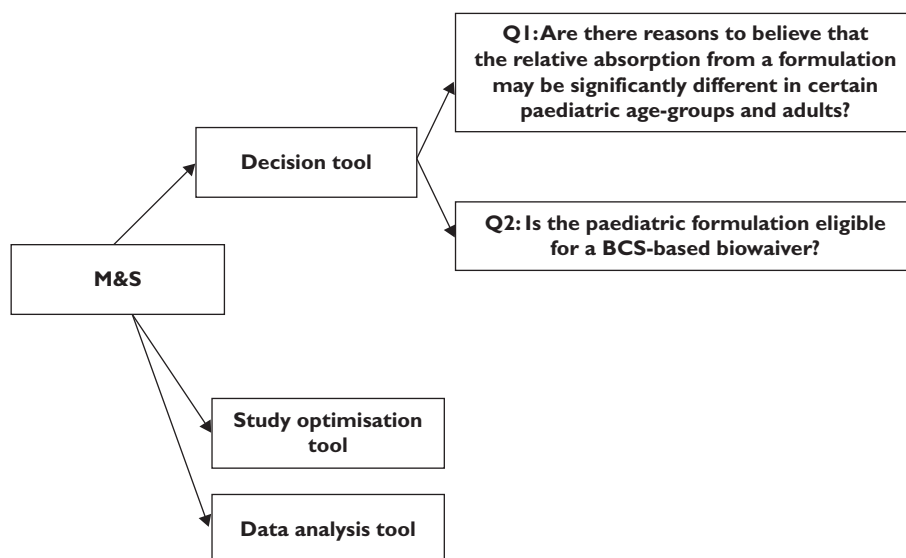 Q1: Are there reasons to believe that
the relative absorption from a formulation
may be significantly different in certain
paediatric age-groups and adults?
Decision tool
Q2: Is the paediatric formulation eligible
for a BCS-based biowaiver?
M&S
Study optimisation
tool
Data analysis tool